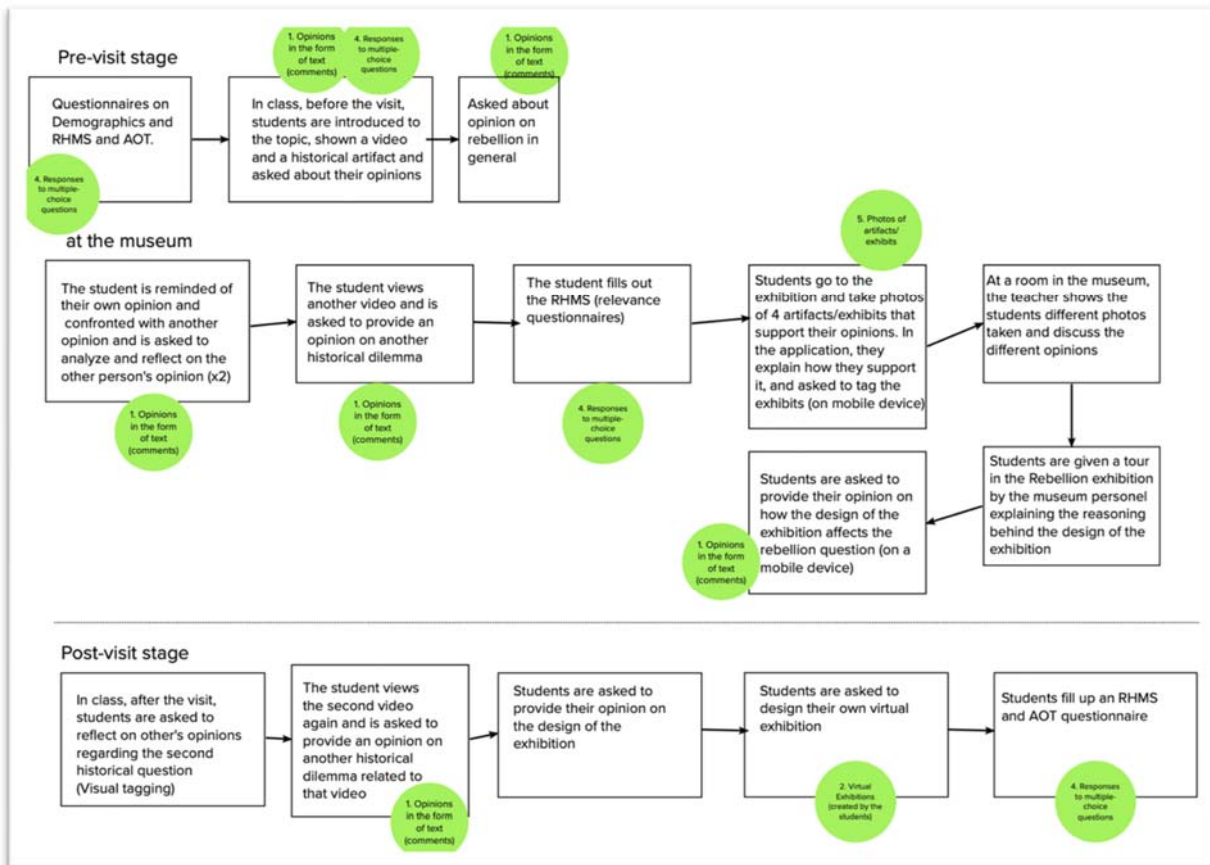 Pre-visit stage
1. Opinions
in the form
of text
(comments)
4. Responses
to multiple-
choice
questions
1. Opinions
in the form
of text
(comments)
Questionnaires on
Demographics and
RHMS and AOT.
4. Responses
to multiple-
choice
questions
In class, before the visit,
students are introduced to
the topic, shown a video
and a historical artifact and
asked about their opinions
Asked about
opinion on
rebellion in
general
at the museum
The student is reminded of
their own opinion and
confronted with another
opinion and is asked to
analyze and reflect on the
other person's opinion (x2)
1. Opinions
in the form
of text
(comments)
The student views
another video and is
asked to provide an
opinion on another
historical dilemma
1. Opinions
in the form
of text
(comments)
The student fills out
the RHMS (relevance
questionnaires)
4. Responses
to multiple-
choice
questions
5. Photos of
artifacts/
exhibits
Students go to the
exhibition and take photos
of 4 artifacts/exhibits that
support their opinions. In
the application, they
explain how they support
it, and asked to tag the
exhibits (on mobile device)
At a room in the museum,
the teacher shows the
students different photos
taken and discuss the
different opinions
Students are given a tour
in the Rebellion exhibition
by the museum personel
explaining the reasoning
behind the design of the
exhibition
Students are asked to
provide their opinion on
how the design of the
exhibition affects the
rebellion question (on a
mobile device)
1. Opinions
in the form
of text
(comments)
Post-visit stage
In class, after the visit,
students are asked to
reflect on other's opinions
regarding the second
historical question
(Visual tagging)
The student views
the second video
again and is asked to
provide an opinion on
another historical
dilemma related to
that video
1. Opinions
in the form
of text
(comments)
Students are asked to
provide their opinion on
the design of the
exhibition
Students are asked to
design their own virtual
exhibition
2. Virtual
Exhibitions
(created by the
students)
Students fill up an RHMS
and AOT questionnaire
4. Responses
to multiple-
choice
questions